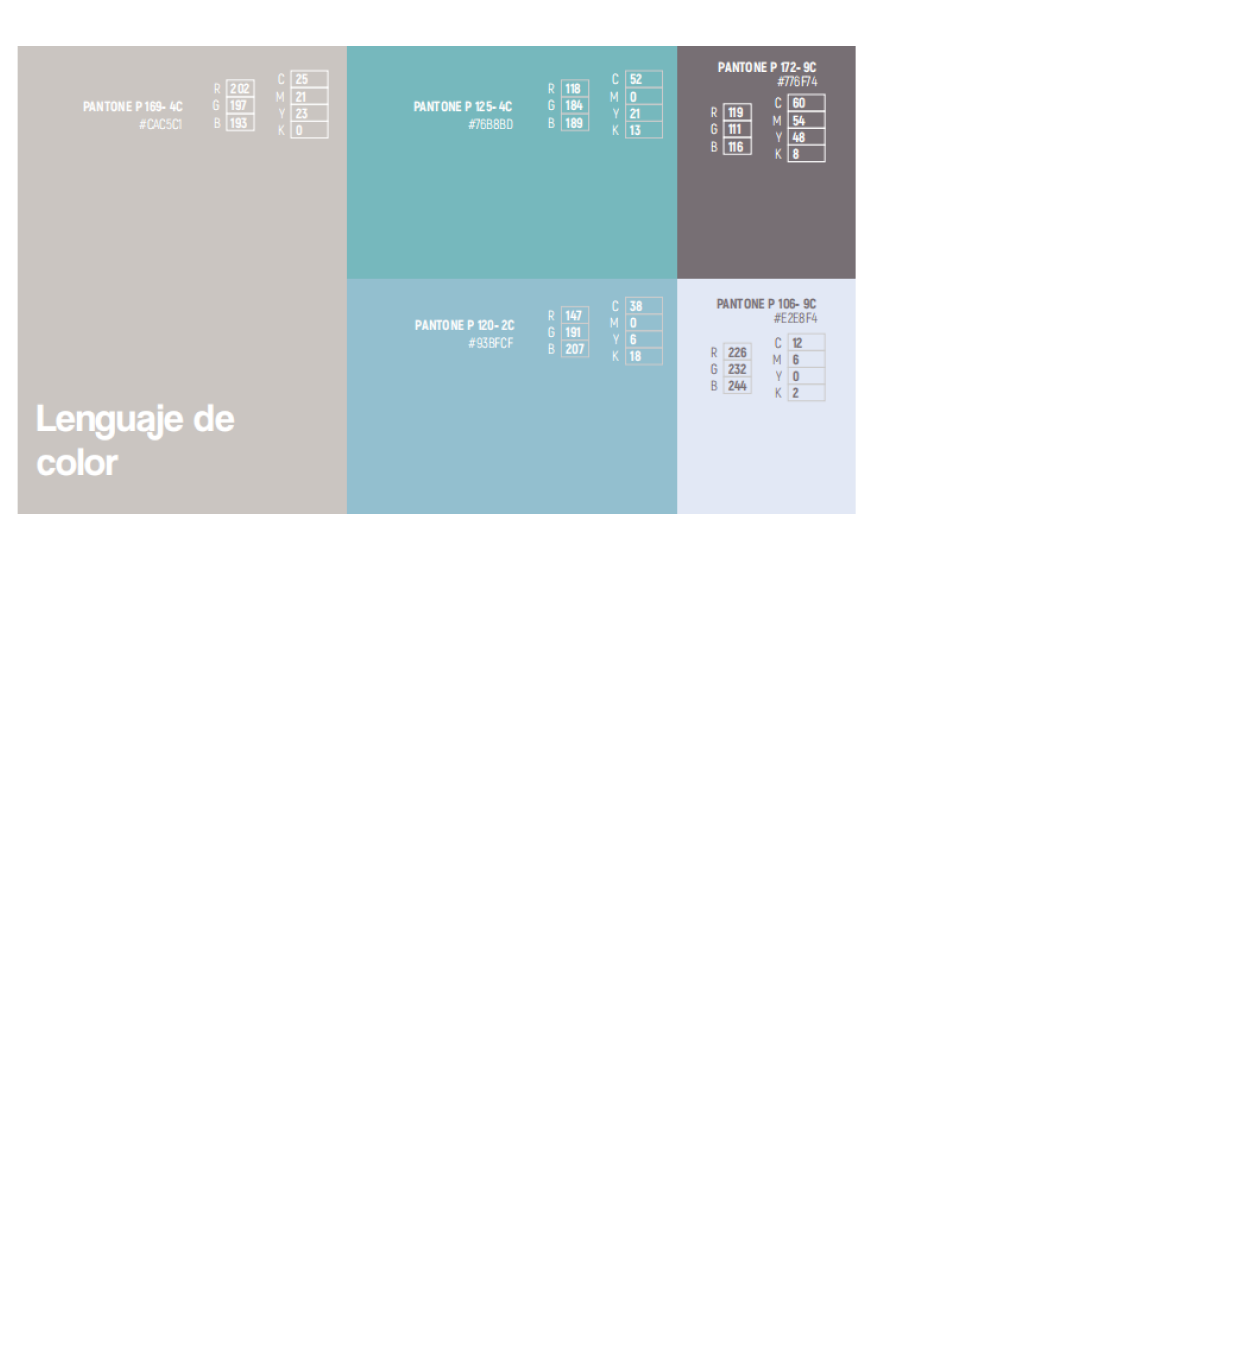 PANTONE P 169- 4C
#CAC5C1
R 202
G 197
B 193
C 25
M 21
Y 23
K 0
Lenguaje de
color
PANTONE P 125- 4C
#76B8BD
R 118
G 184
B 189
C 52
M 0
Y 21
K 13
PANTONE P 172- 9C
#776F74
R 119
G 111
B 116
C 60
M 54
Y 48
K 8
PANTONE P 120- 2C
#93BFCF
R 147
G 191
B 207
C 38
M 0
Y 6
K 18
PANTONE P 106- 9C
#E2E8F4
R 226
G 232
B 244
C 12
M 6
Y 0
K 2